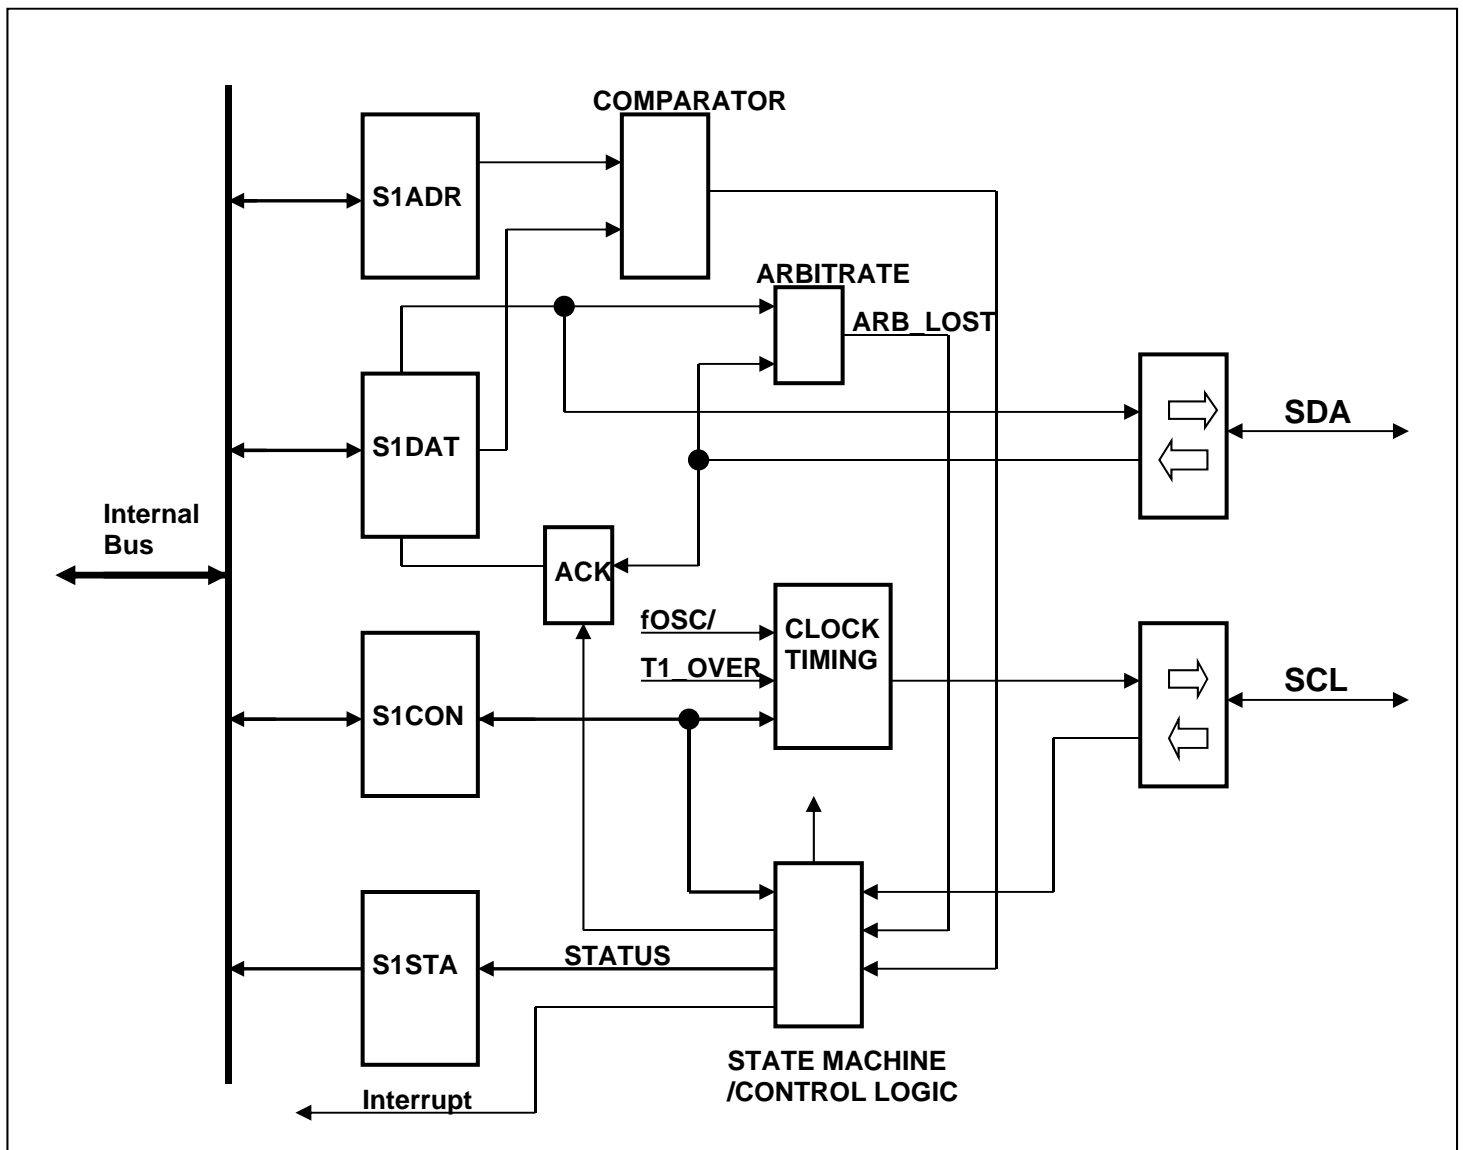 COMPARATOR
S1ADR
ARBITRATE
ARB_LOST
SDA
S1DAT
Internal
Bus
ACK
fOSC/
CLOCK
TIMING
T1_OVER
SCL
S1CON
STATUS
S1STA
STATE MACHINE
/CONTROL LOGIC
Interrupt